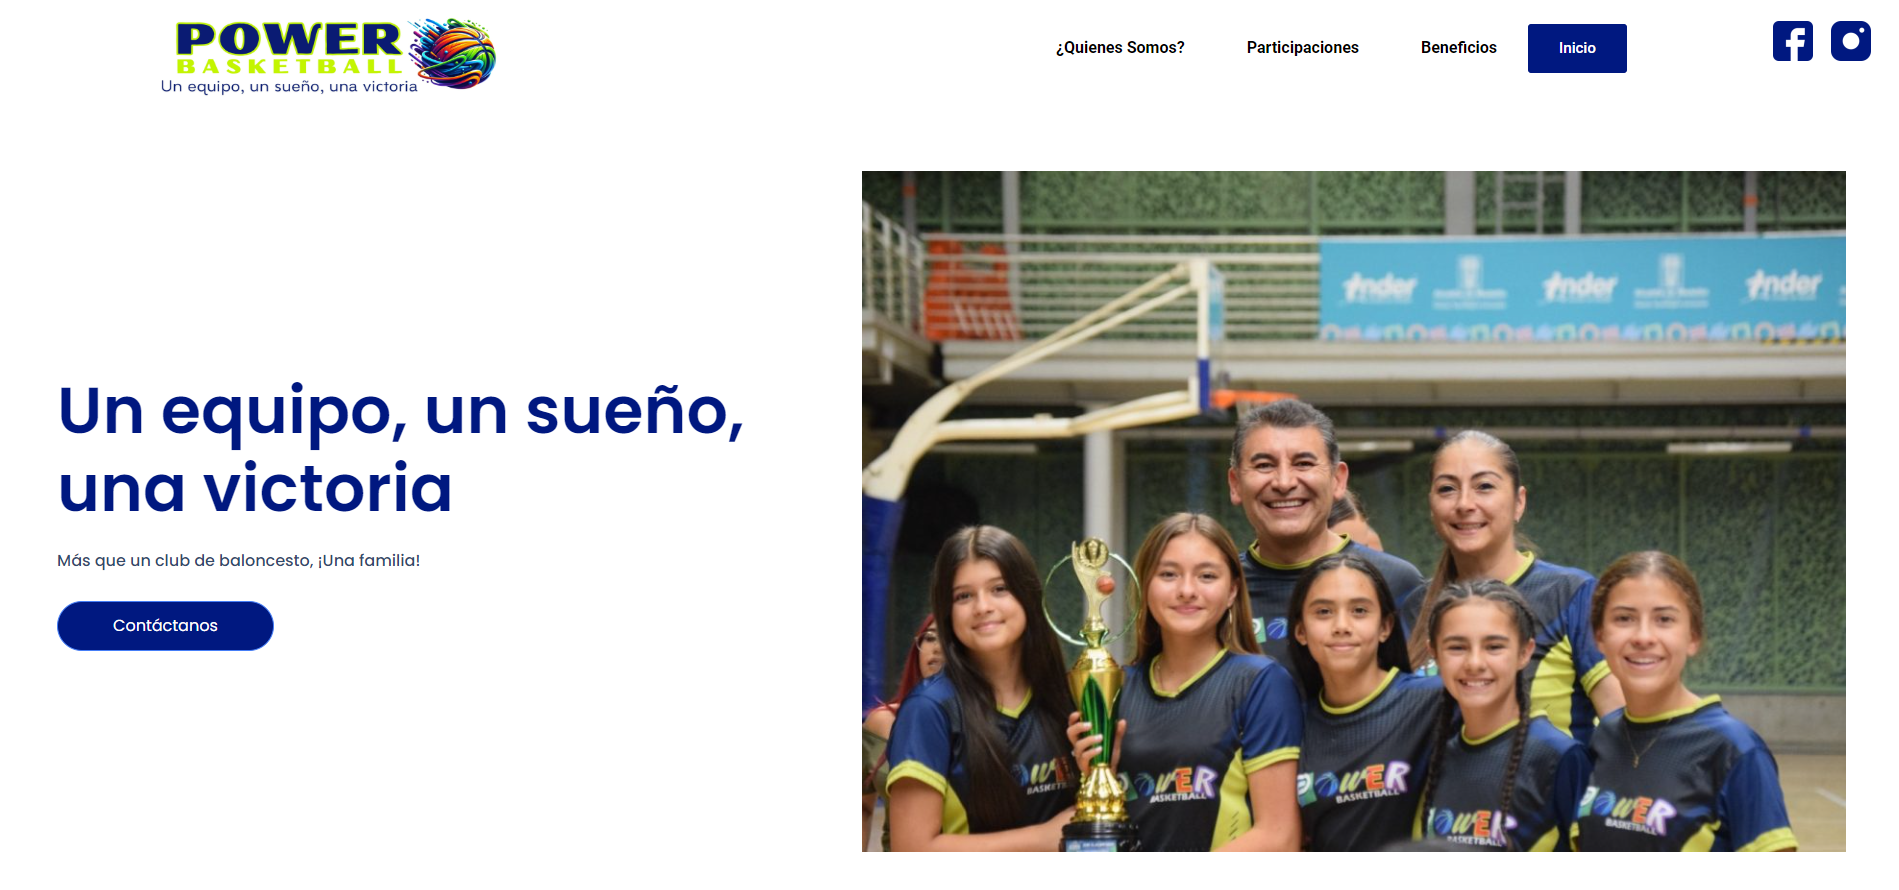 POWER
BASKETBALL
Un equipo, un sueño, una victoria
¿Quienes Somos?
Participaciones
Beneficios
Inicio
Un equipo, un sueño,
una victoria
Más que un club de baloncesto, ¡Una familia!
Contáctanos
inder
inder
inder
POWER
BASKETBALL
POWER
BASKETBALL
POWER
BASKETBALL
POWER
BASKETBALL